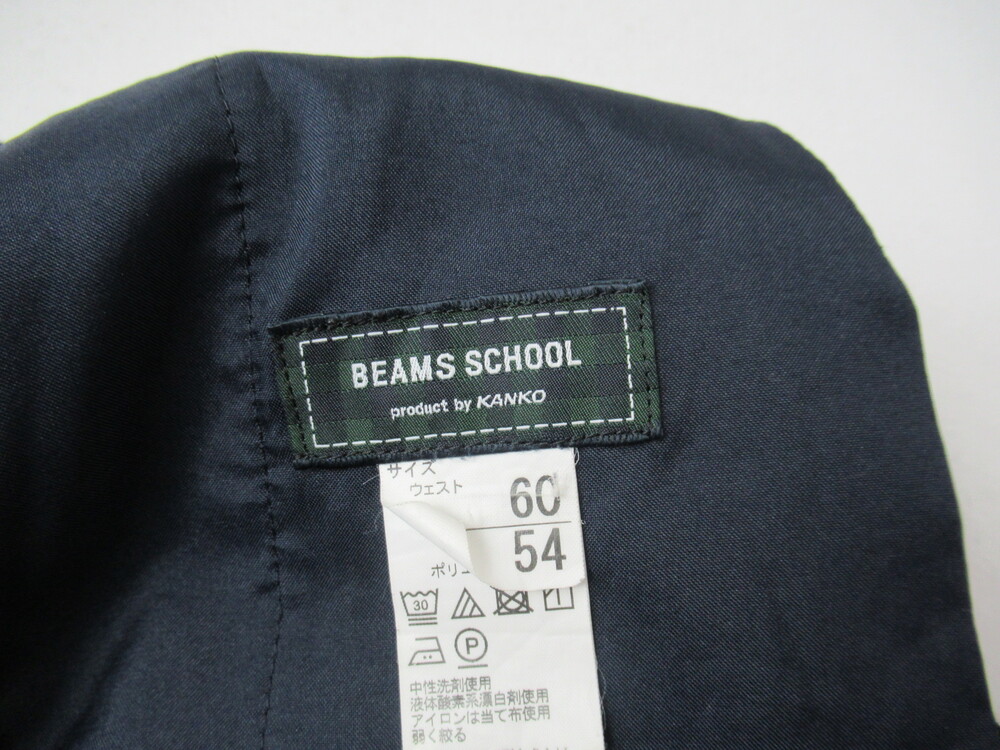 BEAMS SCHOOL
product by KANKO
サイズ
ウェスト 60
54
ポリ
30
P
中性洗剤使用
液体酸素系漂白剤使用
アイロンは当て布使用
弱く絞る